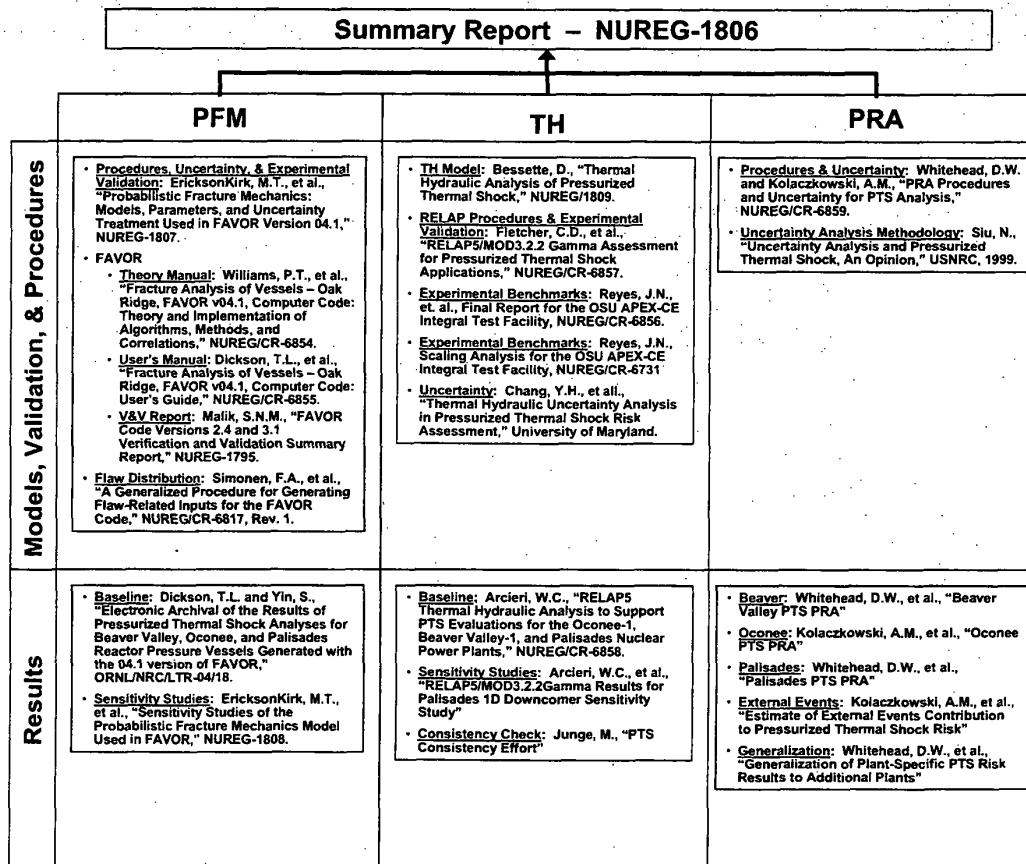 Summary Report – NUREG-1806
PFM
TH
PRA
Models, Validation, & Procedures
• Procedures, Uncertainty, & Experimental
Validation: EricksonKirk, M.T., et al.,
“Probabilistic Fracture Mechanics:
Models, Parameters, and Uncertainty
Treatment Used in FAVOR Version 04.1,”
NUREG-1807.
• FAVOR
• Theory Manual: Williams, P.T., et al.,
“Fracture Analysis of Vessels – Oak
Ridge, FAVOR v04.1, Computer Code:
Theory and Implementation of
Algorithms, Methods, and
Correlations,” NUREG/CR-6854.
• User's Manual: Dickson, T.L., et al.,
“Fracture Analysis of Vessels – Oak
Ridge, FAVOR v04.1, Computer Code:
User's Guide,” NUREG/CR-6855.
• V&V Report: Malik, S.N.M., “FAVOR
Code Versions 2.4 and 3.1
Verification and Validation Summary
Report,” NUREG-1795.
• Flaw Distribution: Simonen, F.A., et al.,
“A Generalized Procedure for Generating
Flaw-Related Inputs for the FAVOR
Code,” NUREG/CR-6817, Rev. 1.
• TH Model: Bessette, D., “Thermal
Hydraulic Analysis of Pressurized
Thermal Shock,” NUREG/1809.
• RELAP Procedures & Experimental
Validation: Fletcher, C.D., et al.,
“RELAP5/MOD3.2.2 Gamma Assessment
for Pressurized Thermal Shock
Applications,” NUREG/CR-6857.
• Experimental Benchmarks: Reyes, J.N.,
et. al., Final Report for the OSU APEX-CE
Integral Test Facility, NUREG/CR-6856.
• Experimental Benchmarks: Reyes, J.N.,
Scaling Analysis for the OSU APEX-CE
Integral Test Facility, NUREG/CR-6731
• Uncertainty: Chang, Y.H., et all.,
“Thermal Hydraulic Uncertainty Analysis
in Pressurized Thermal Shock Risk
Assessment,” University of Maryland.
• Procedures & Uncertainty: Whitehead, D.W.
and Kolaczkowski, A.M., “PRA Procedures
and Uncertainty for PTS Analysis,”
NUREG/CR-6859.
• Uncertainty Analysis Methodology: Siu, N.,
“Uncertainty Analysis and Pressurized
Thermal Shock, An Opinion,” USNRC, 1999.
Results
• Baseline: Dickson, T.L. and Yin, S.,
“Electronic Archival of the Results of
Pressurized Thermal Shock Analyses for
Beaver Valley, Oconee, and Palisades
Reactor Pressure Vessels Generated with
the 04.1 version of FAVOR,”
ORNL/NRC/LTR-04/18.
• Sensitivity Studies: EricksonKirk, M.T.,
et al., “Sensitivity Studies of the
Probabilistic Fracture Mechanics Model
Used in FAVOR,” NUREG-1808.
• Baseline: Arcieri, W.C., “RELAP5
Thermal Hydraulic Analysis to Support
PTS Evaluations for the Oconee-1,
Beaver Valley-1, and Palisades Nuclear
Power Plants,” NUREG/CR-6858.
• Sensitivity Studies: Arcieri, W.C., et al.,
“RELAP5/MOD3.2.2Gamma Results for
Palisades 1D Downcomer Sensitivity
Study”
• Consistency Check: Junge, M., “PTS
Consistency Effort”
• Beaver: Whitehead, D.W., et al., “Beaver
Valley PTS PRA”
• Oconee: Kolaczkowski, A.M., et al., “Oconee
PTS PRA”
• Palisades: Whitehead, D.W., et al.,
“Palisades PTS PRA”
• External Events: Kolaczkowski, A.M., et al.,
“Estimate of External Events Contribution
to Pressurized Thermal Shock Risk”
• Generalization: Whitehead, D.W., et al.,
“Generalization of Plant-Specific PTS Risk
Results to Additional Plants”